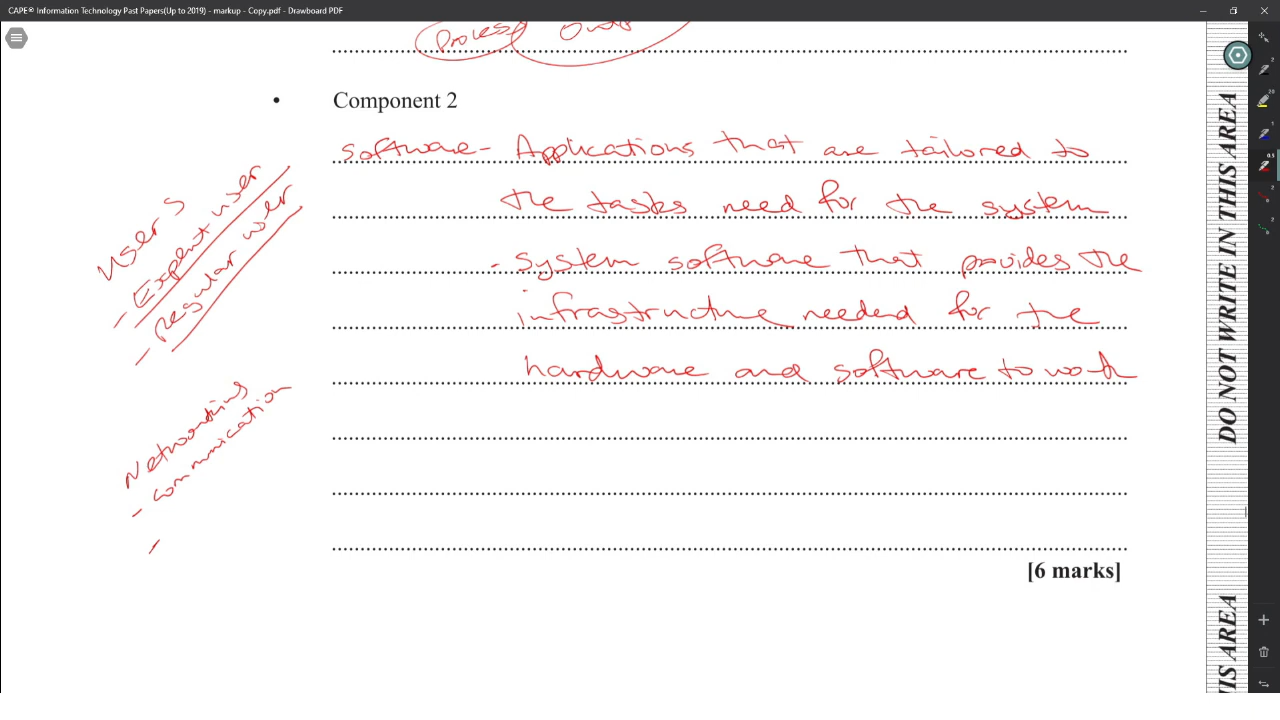 CAPE® Information Technology Past Papers(Up to 2019) - markup - Copy.pdf - Drawboard PDF
Process
• Component 2
Software - Applications that are tailored to
the tasks need for the system
- System software that provides the
infrastructure needed for the
hardware and software to work
Users
- Expert user
- Regular user
Networking
- communication
-
[6 marks]
DO NOT WRITE IN THIS AREA
IS AREA